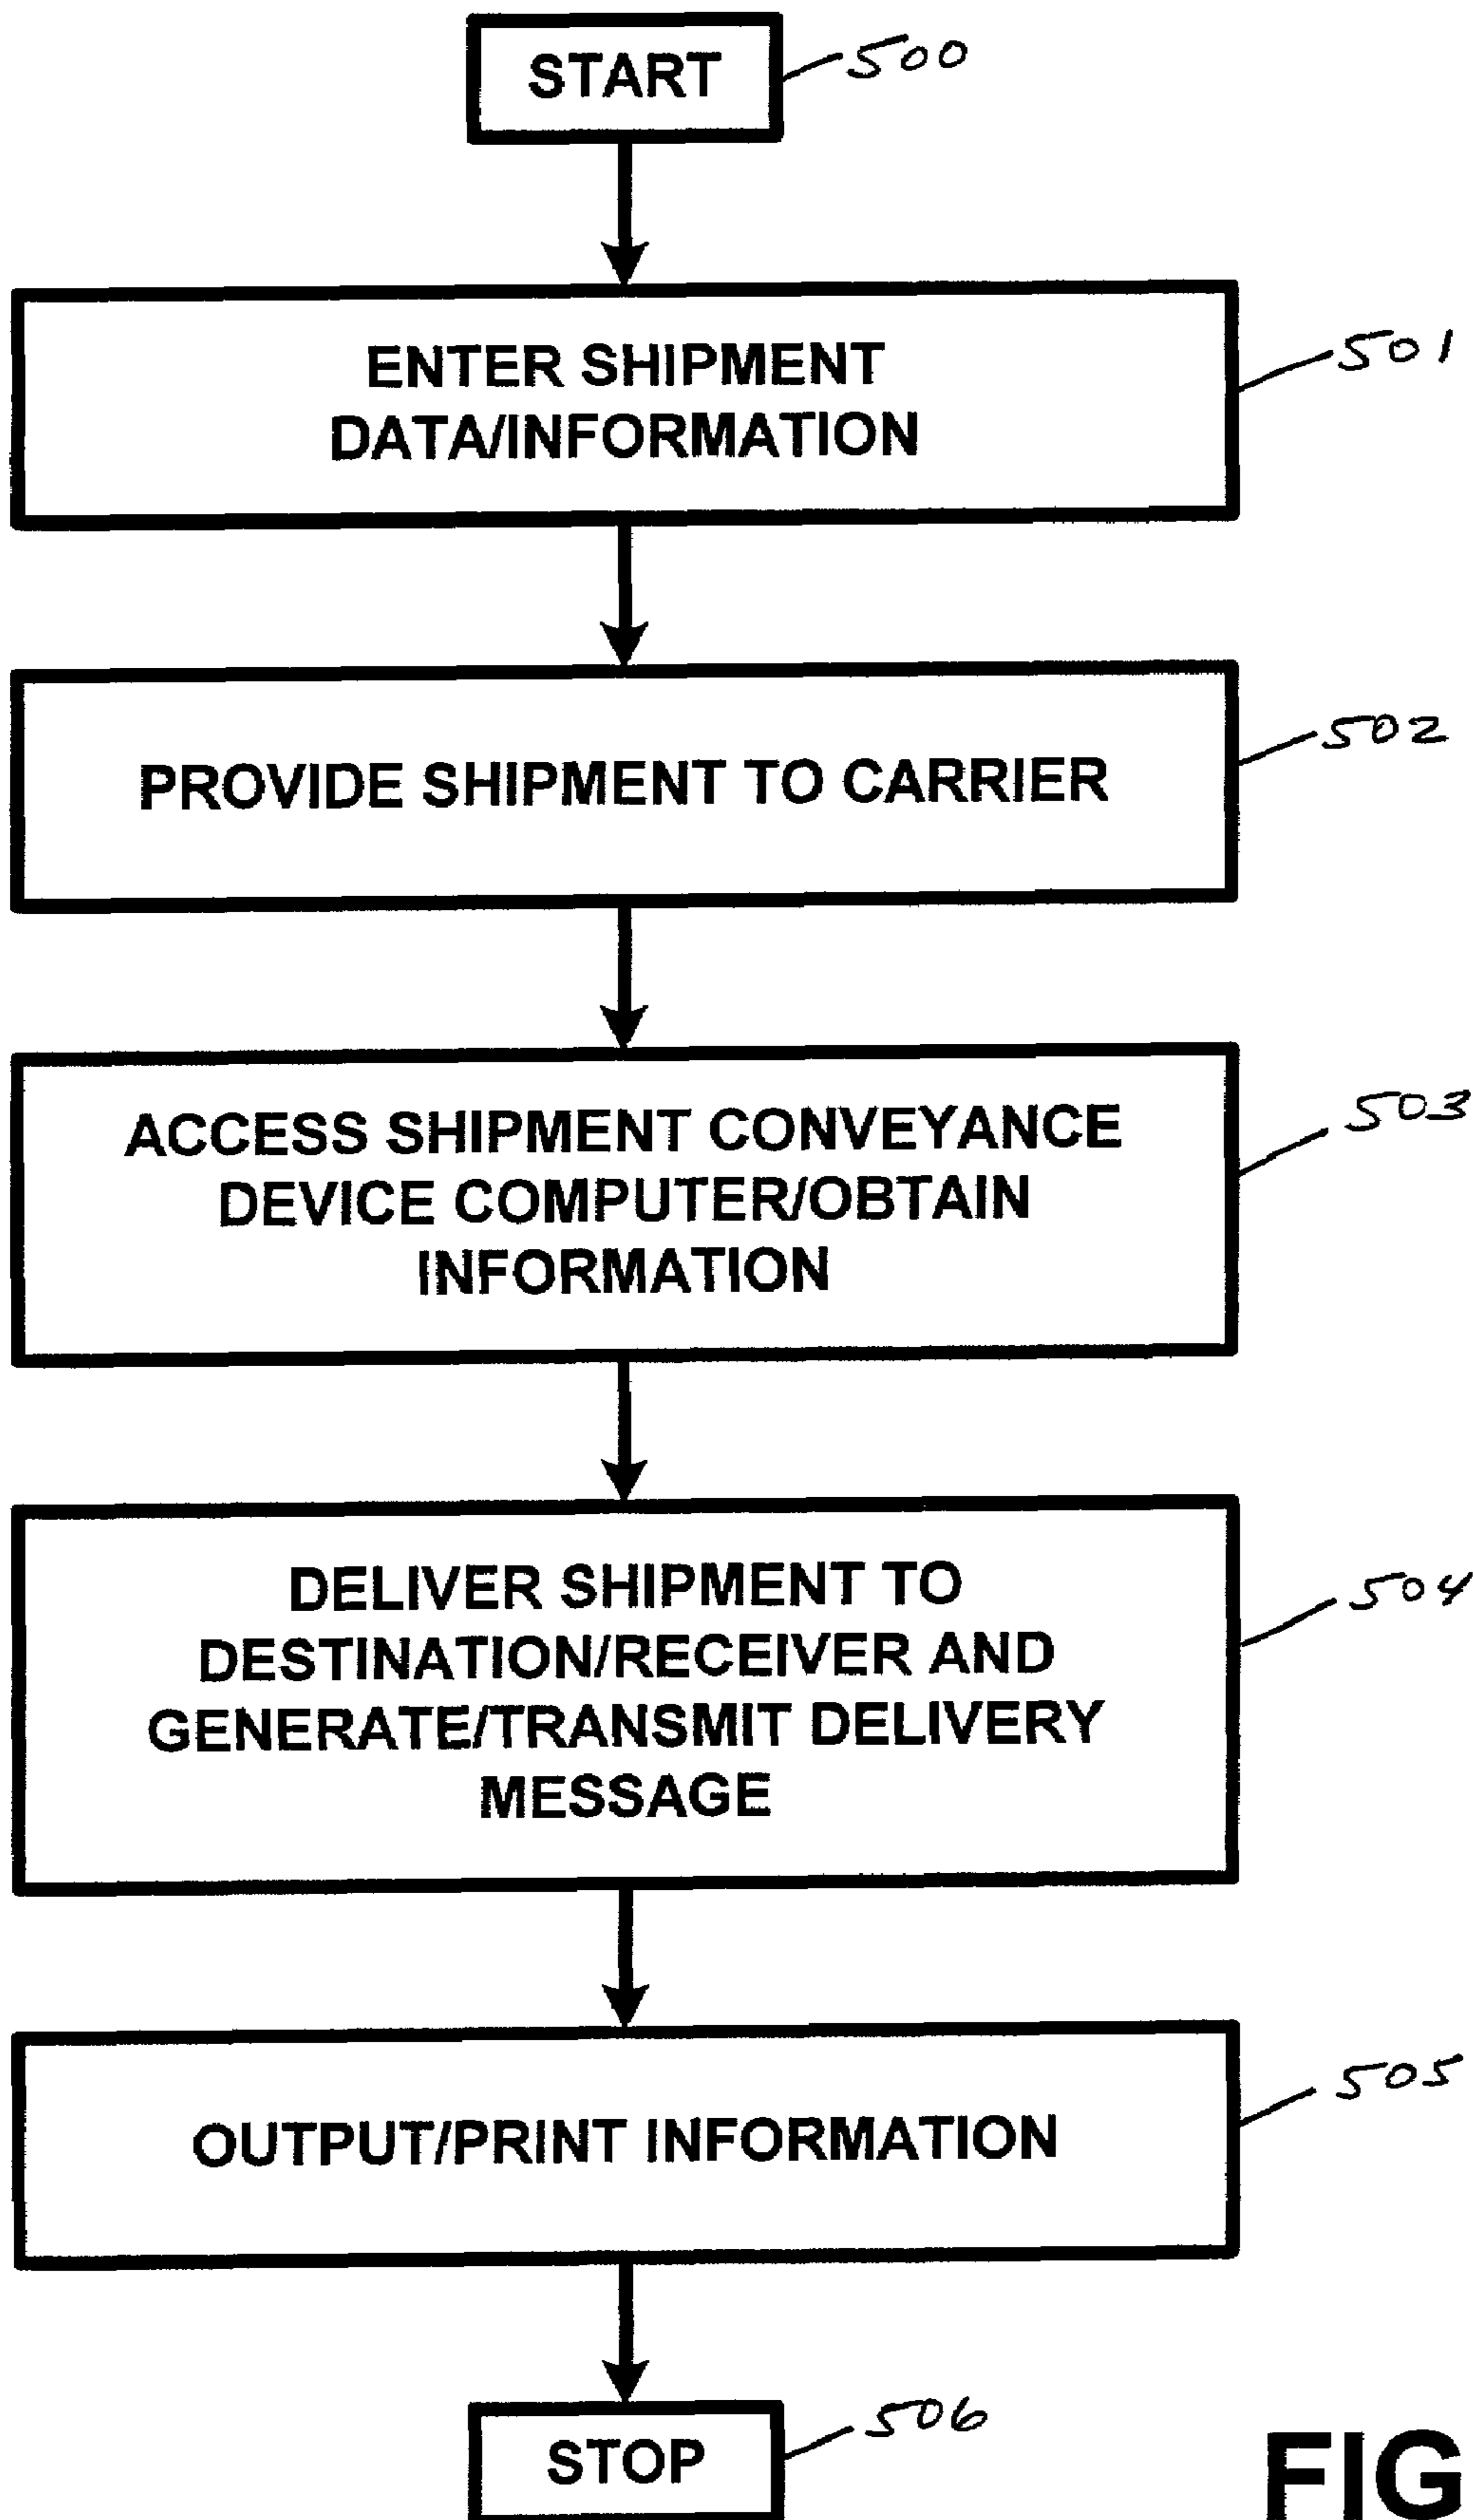 START
500
ENTER SHIPMENT
DATA/INFORMATION
501
PROVIDE SHIPMENT TO CARRIER
502
ACCESS SHIPMENT CONVEYANCE
DEVICE COMPUTER/OBTAIN
INFORMATION
503
DELIVER SHIPMENT TO
DESTINATION/RECEIVER AND
GENERATE/TRANSMIT DELIVERY
MESSAGE
504
OUTPUT/PRINT INFORMATION
505
STOP
506
FIG